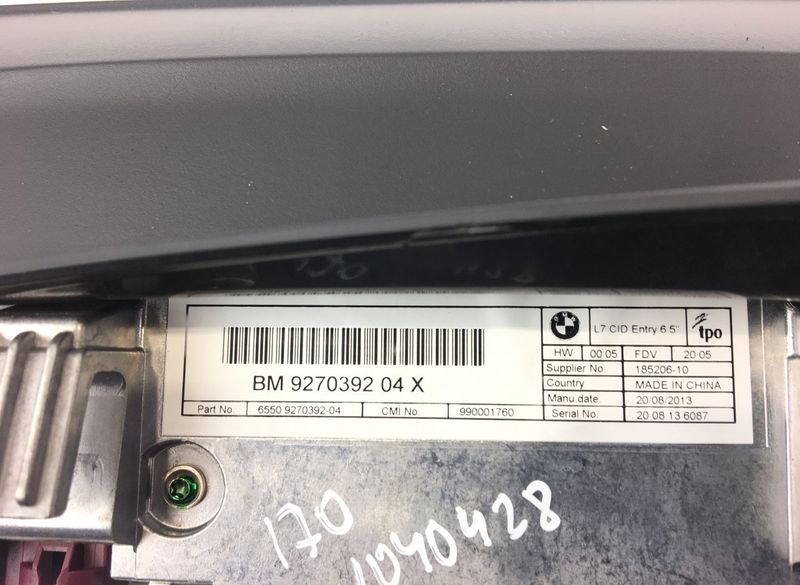 BMW
L7 CID Entry 6.5"
tpo
BM 9270392 04 X
HW 00 05 FDV 20 05
Supplier No. 185206-10
Country MADE IN CHINA
Manu date. 20/08/2013
Part No. 6550 9270392-04 CMI No. 990001760
Serial No. 20 08 13 6087
170
1040428